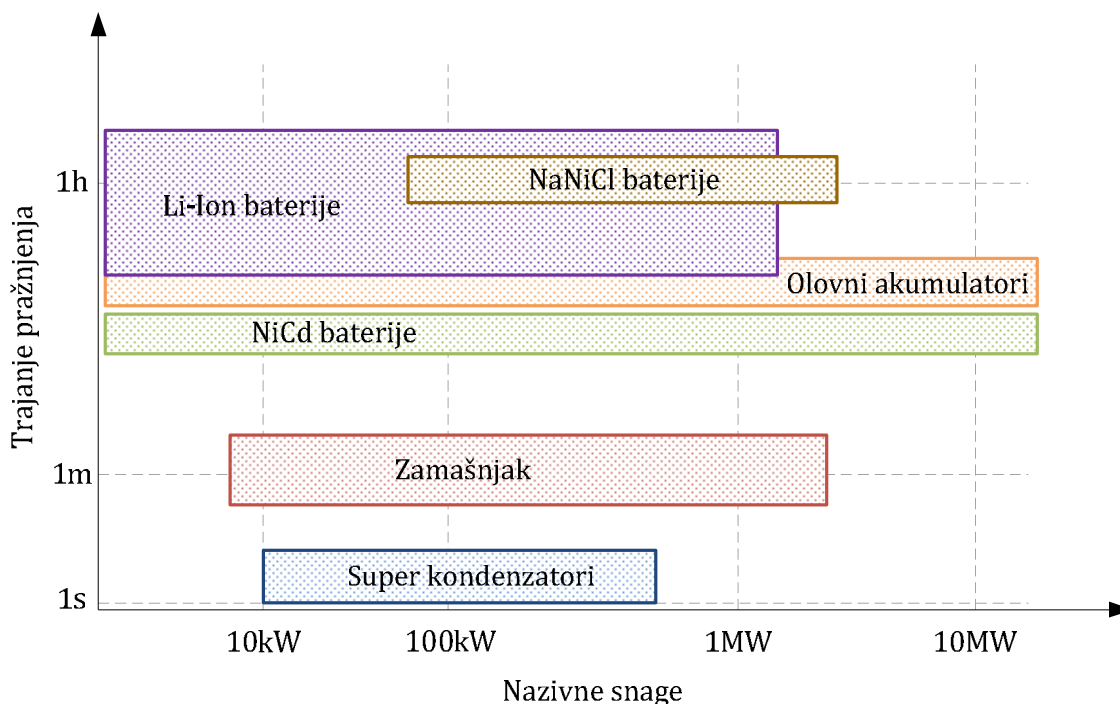 1h
NaNiCl baterije
Li-Ion baterije
Olovni akumulatori
NiCd baterije
Trajanje pražnjenja
1m
Zamašnjak
Super kondenzatori
1s
10kW
100kW
1MW
10MW
Nazivne snage